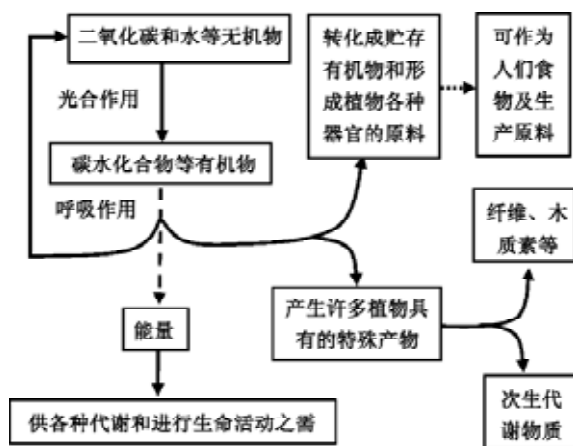 二氧化碳和水等无机物
光合作用
碳水化合物等有机物
呼吸作用
能量
供各种代谢和进行生命活动之需
转化成贮存
有机物和形
成植物各种
器官的原料
可作为
人们食
物及生
产原料
产生许多植物具
有的特殊产物
纤维、木
质素等
次生代
谢物质